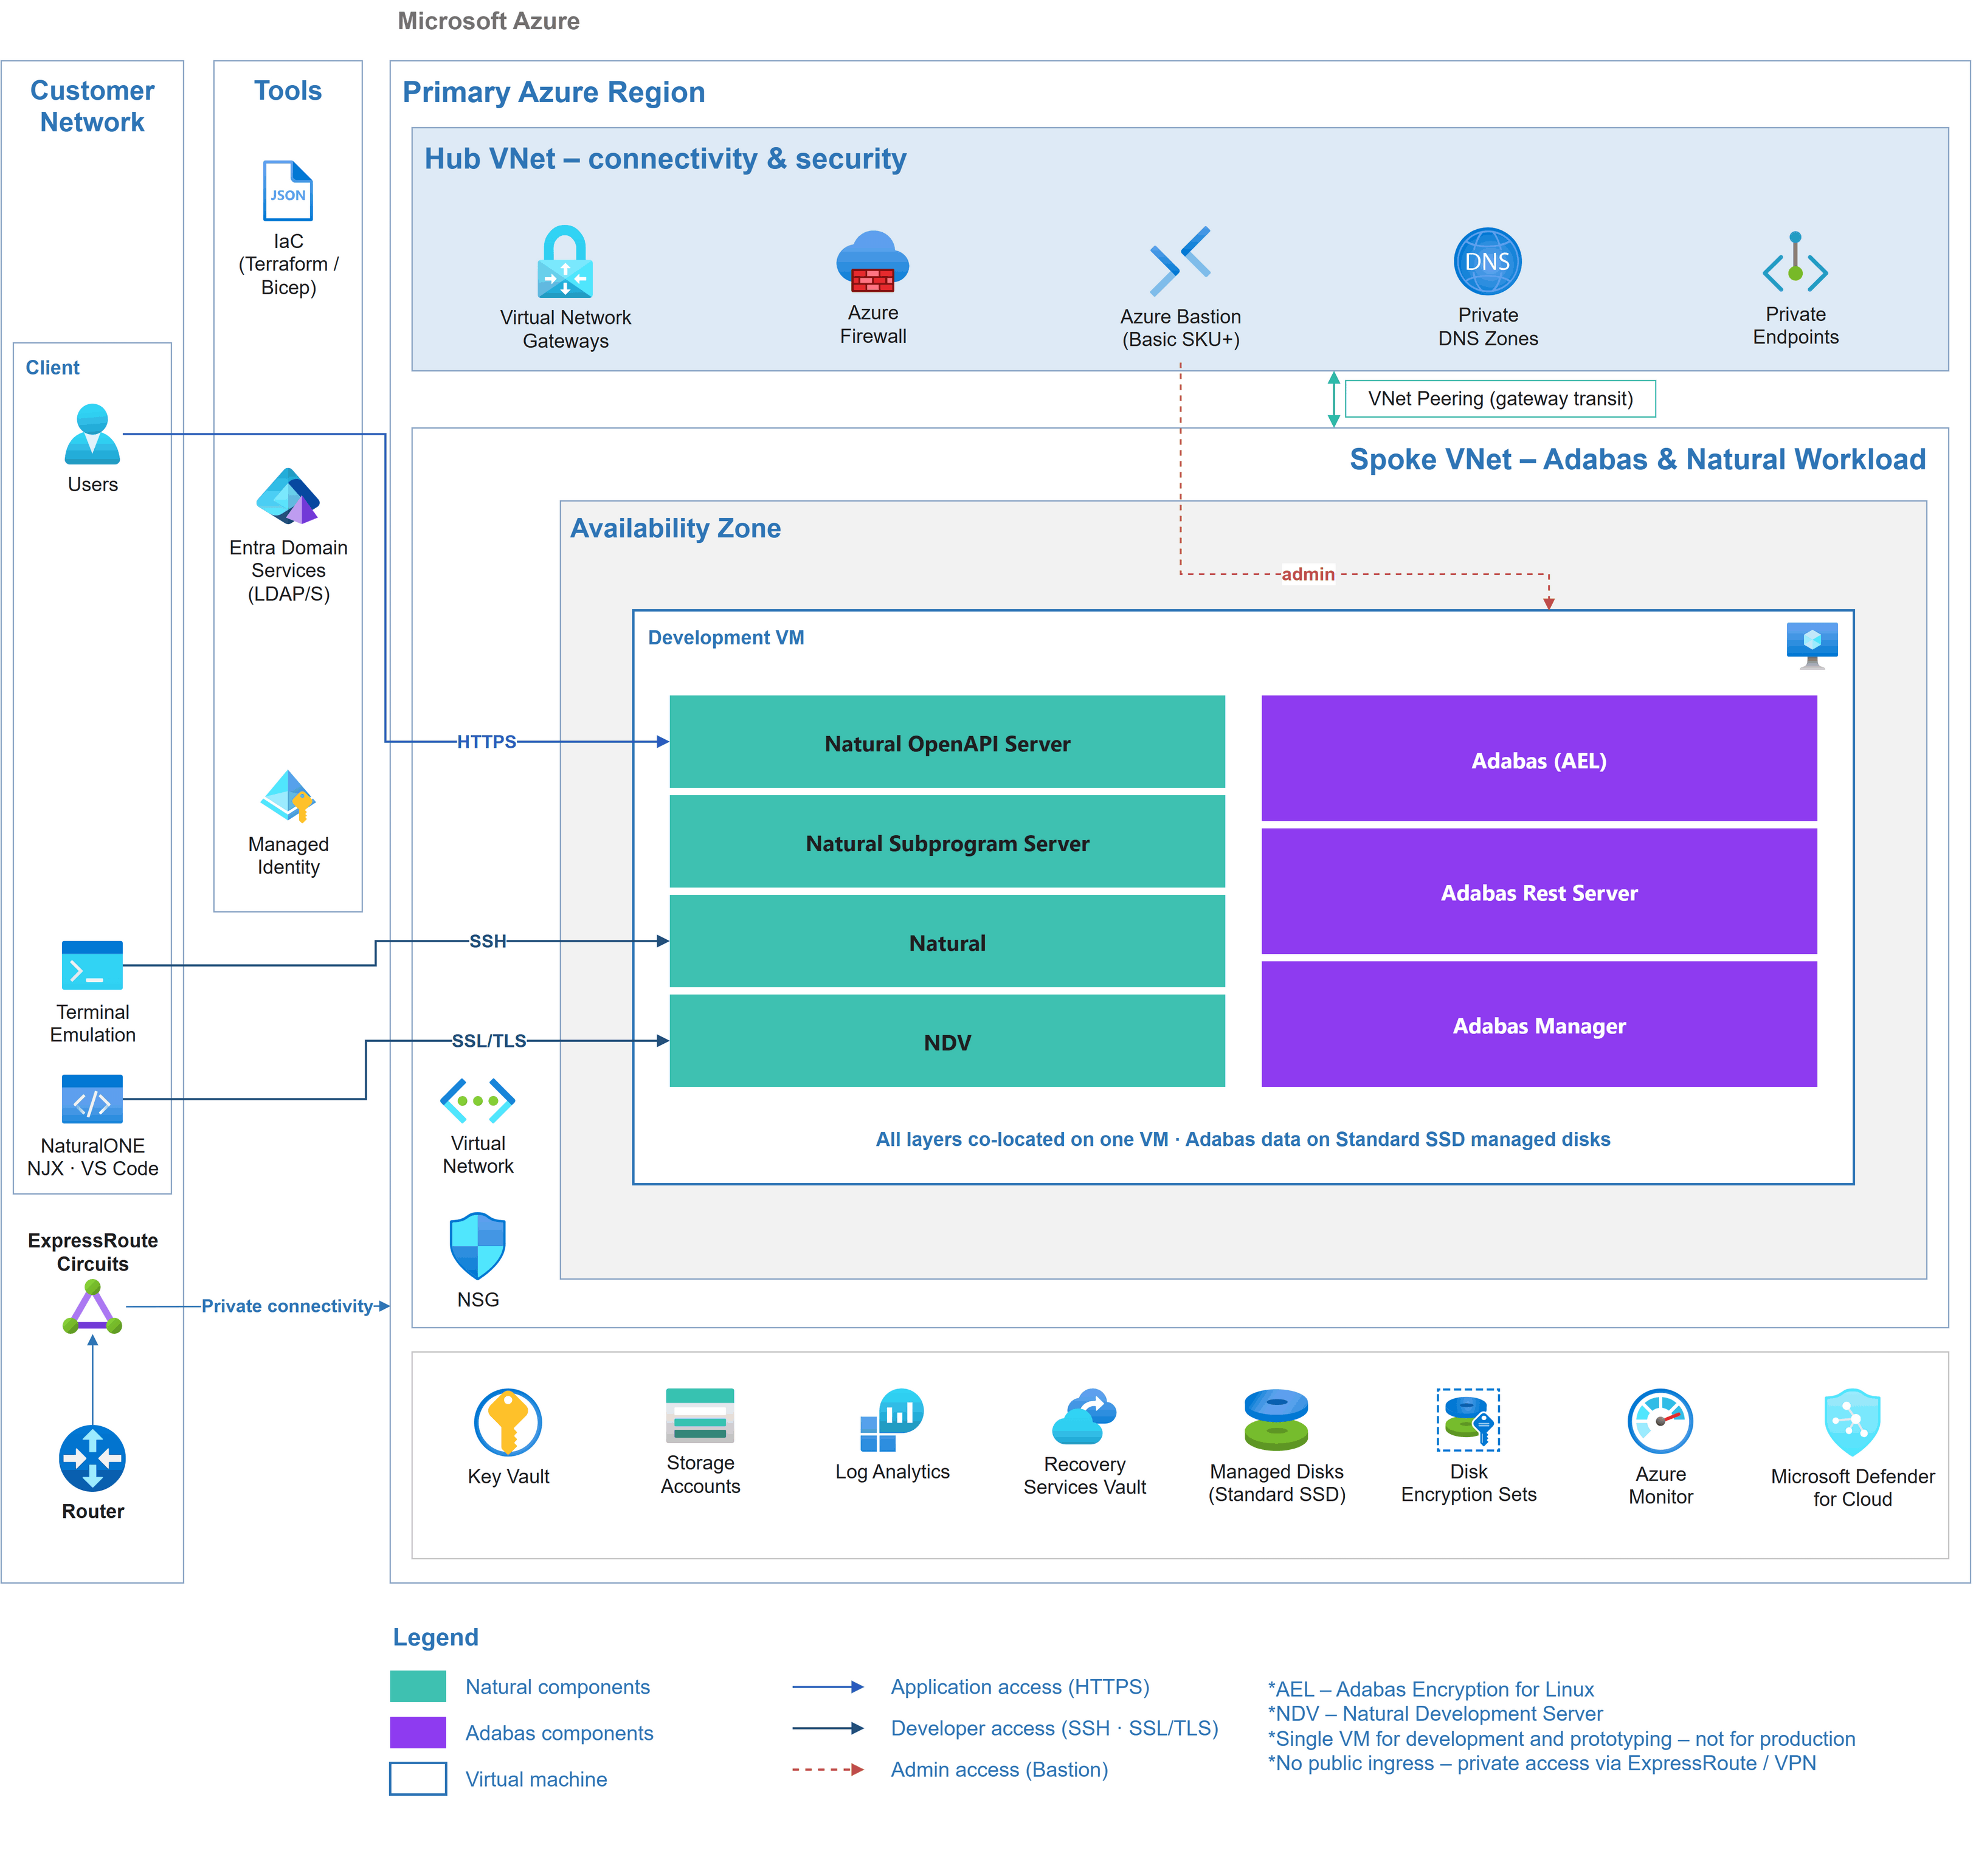 Microsoft Azure
Customer
Network
Tools
Primary Azure Region
Hub VNet – connectivity & security
JSON
IaC
(Terraform /
Bicep)
Virtual Network
Gateways
Azure
Firewall
Azure Bastion
(Basic SKU+)
DNS
Private
DNS Zones
Private
Endpoints
VNet Peering (gateway transit)
Client
Users
Entra Domain
Services
(LDAP/S)
Managed
Identity
Terminal
Emulation
NaturalONE
NJX · VS Code
ExpressRoute
Circuits
Private connectivity
Router
Spoke VNet – Adabas & Natural Workload
Availability Zone
admin
Development VM
HTTPS
SSH
SSL/TLS
Natural OpenAPI Server
Natural Subprogram Server
Natural
NDV
Adabas (AEL)
Adabas Rest Server
Adabas Manager
All layers co-located on one VM · Adabas data on Standard SSD managed disks
Virtual
Network
NSG
Key Vault
Storage
Accounts
Log Analytics
Recovery
Services Vault
Managed Disks
(Standard SSD)
Disk
Encryption Sets
Azure
Monitor
Microsoft Defender
for Cloud
Legend
Natural components
Adabas components
Virtual machine
Application access (HTTPS)
Developer access (SSH · SSL/TLS)
Admin access (Bastion)
*AEL – Adabas Encryption for Linux
*NDV – Natural Development Server
*Single VM for development and prototyping – not for production
*No public ingress – private access via ExpressRoute / VPN